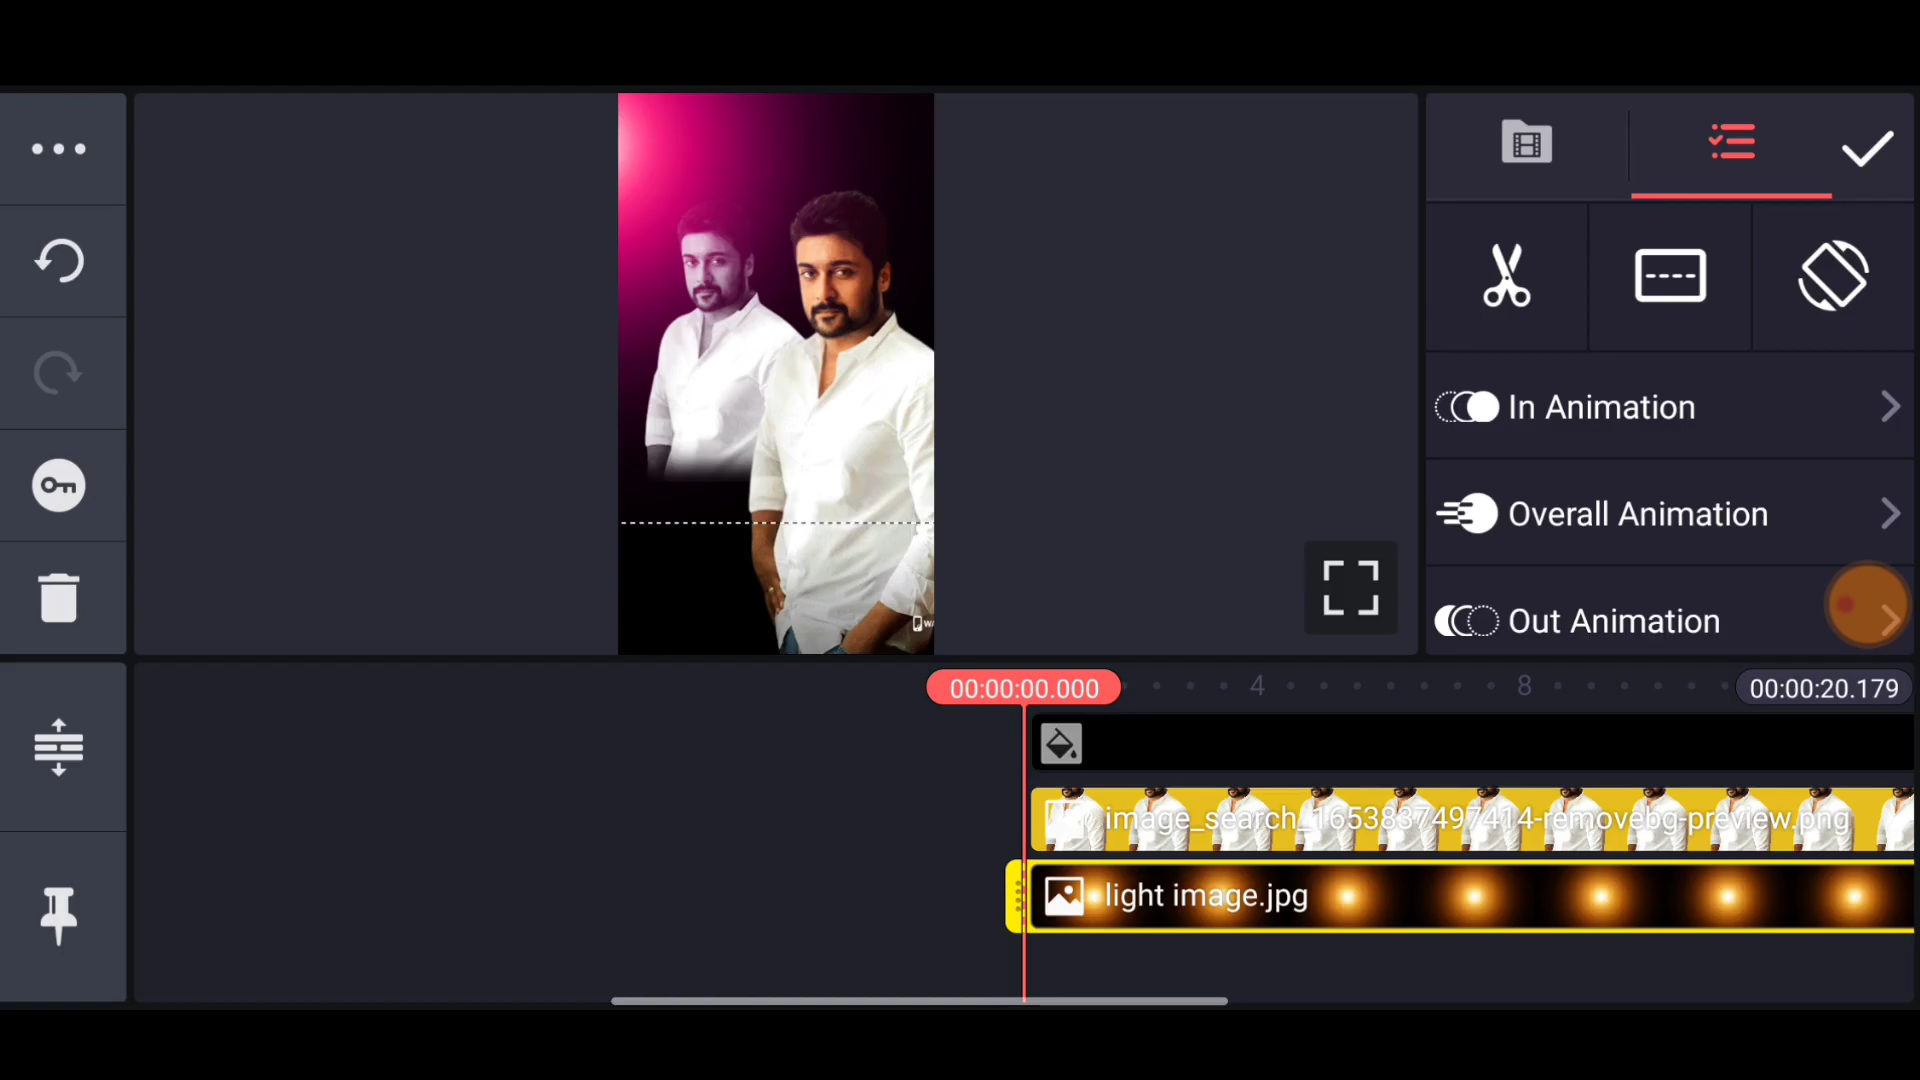 In Animation
Overall Animation
Out Animation
00:00:00.000
4
8
00:00:20.179
image_search_1653837497414-removebg-preview.png
light image.jpg